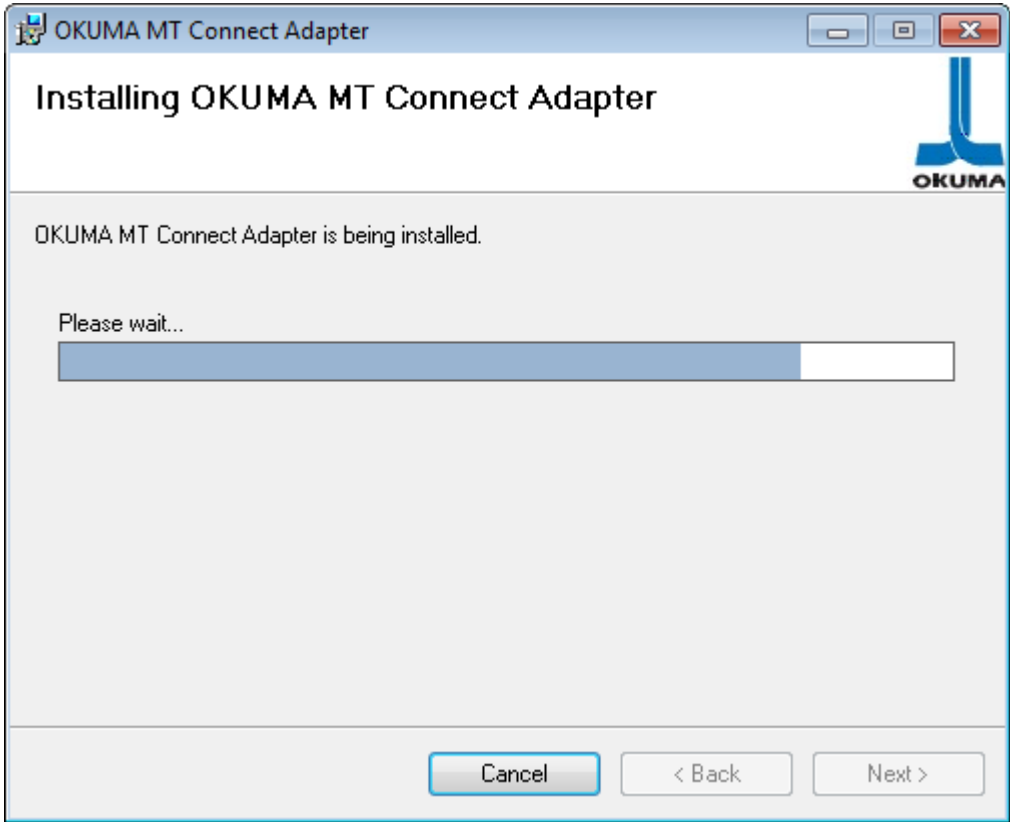 OKUMA MT Connect Adapter
Installing OKUMA MT Connect Adapter
OKUMA
OKUMA MT Connect Adapter is being installed.
Please wait...
Cancel
< Back
Next >